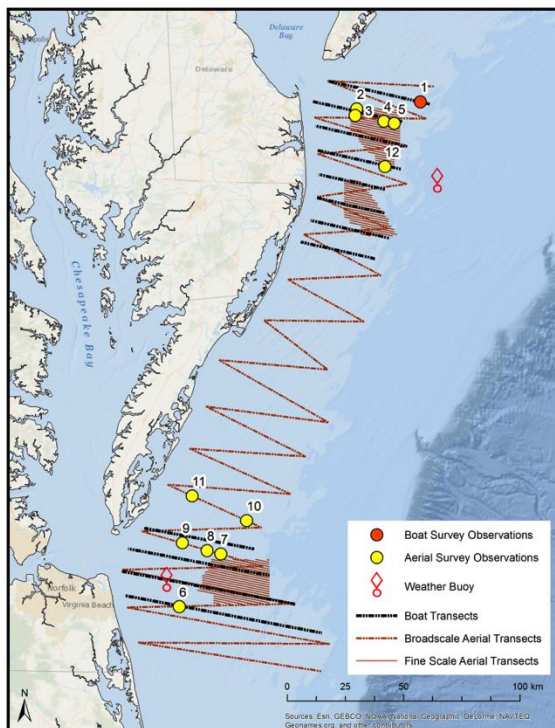 Delaware
Bay
Delaware
1
2
3
4
5
12
Chesapeake
Bay
11
10
9
8
7
6
Norfolk
Virginia Beach
Boat Survey Observations
Aerial Survey Observations
Weather Buoy
Boat Transects
Broadscale Aerial Transects
Fine Scale Aerial Transects
N
0 25 50 100 km
Sources: Esri, GEBCO, NOAA, National Geographic, DeLorme, NAVTEQ,
Geonames.org, and other contributors